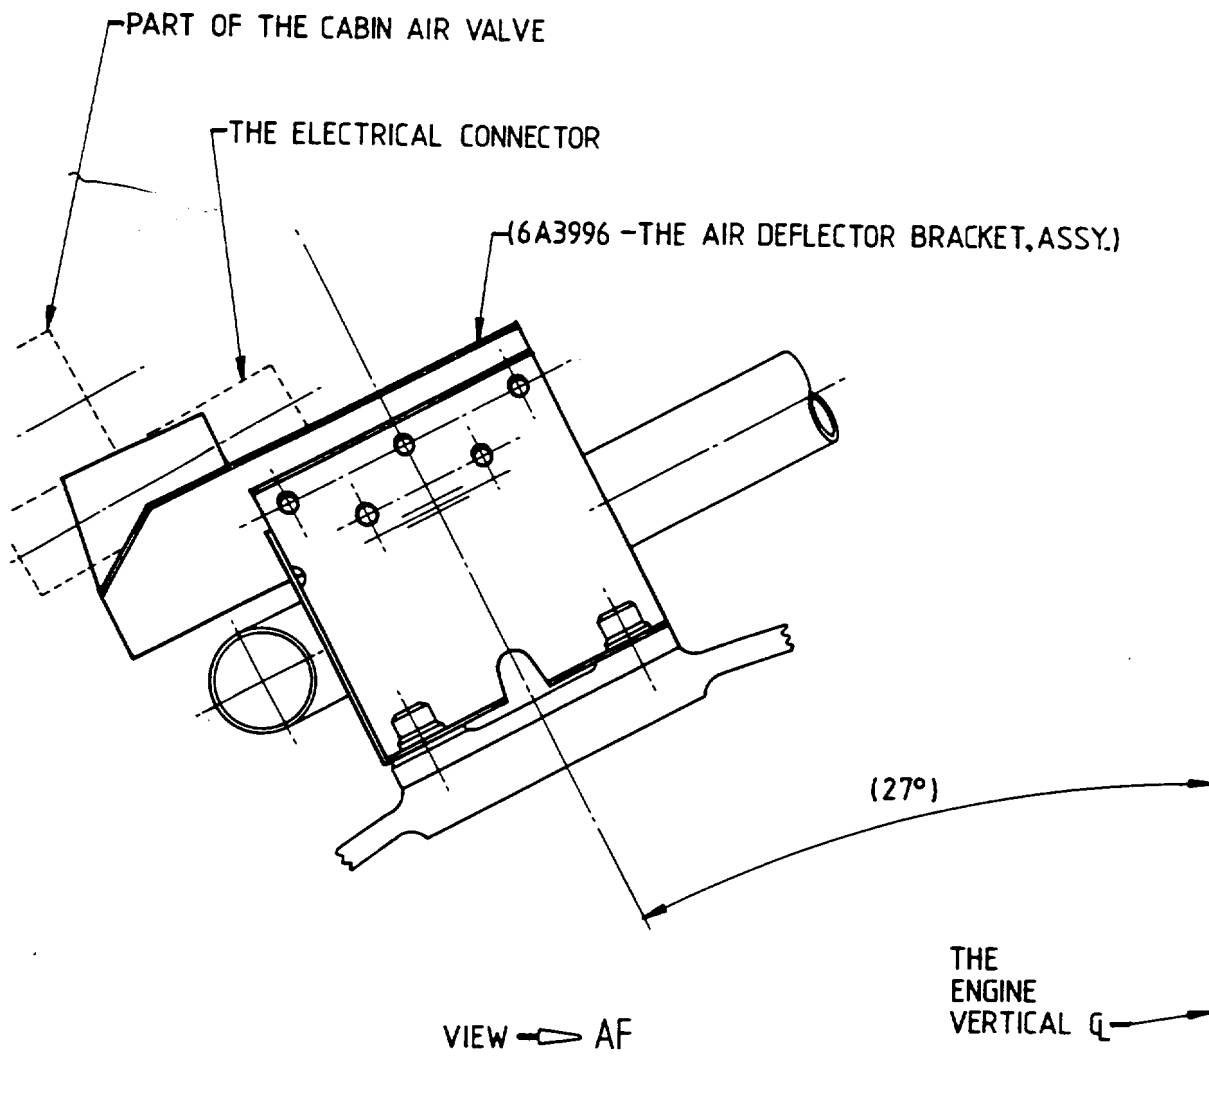 PART OF THE CABIN AIR VALVE
THE ELECTRICAL CONNECTOR
(6A3996 -THE AIR DEFLECTOR BRACKET, ASSY.)
(27°)
THE
ENGINE
VERTICAL ℄
VIEW AF